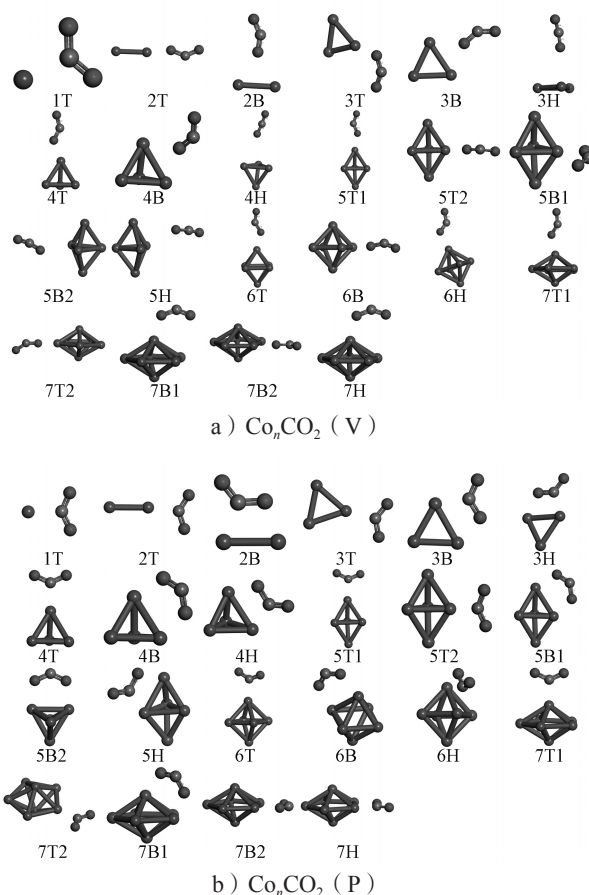 1T 2T 2B 3T 3B 3H
4T 4B 4H 5T1 5T2 5B1
5B2 5H 6T 6B 6H 7T1
7T2 7B1 7B2 7H
a）ConCO2（V）
1T 2T 2B 3T 3B 3H
4T 4B 4H 5T1 5T2 5B1
5B2 5H 6T 6B 6H 7T1
7T2 7B1 7B2 7H
b）ConCO2（P）